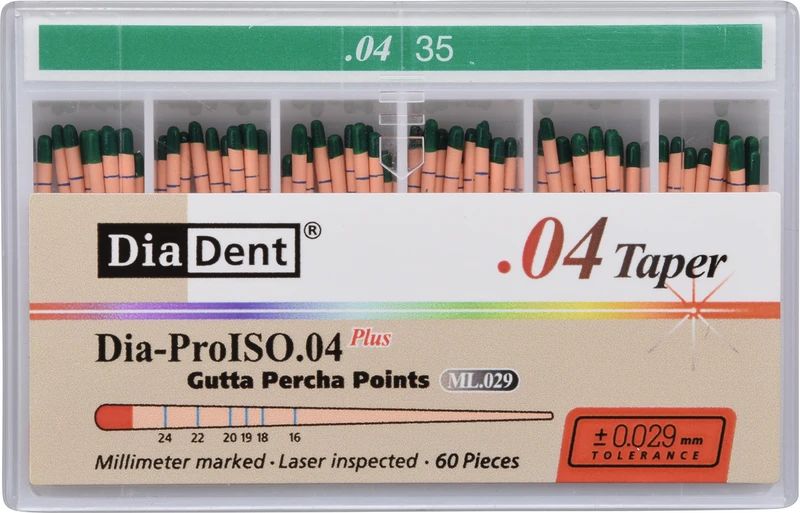 .04 35
DiaDent®
.04 Taper
Dia-ProISO.04 Plus
Gutta Percha Points ML.029
24 22 20 19 18 16
Millimeter marked · Laser inspected · 60 Pieces
±0.029 mm
TOLERANCE